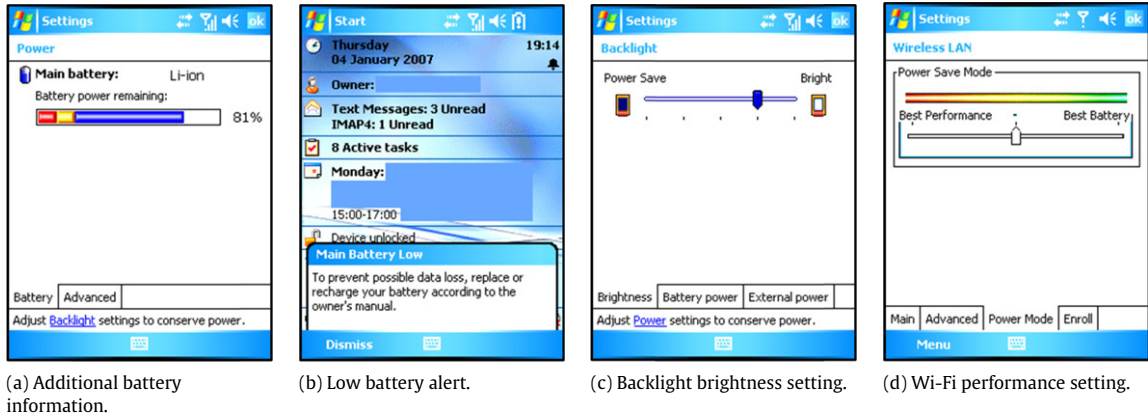 Settings
ok
Power
Main battery: Li-ion
Battery power remaining:
81%
Battery Advanced
Adjust Backlight settings to conserve power.
(a) Additional battery
information.
Start
Thursday 19:14
04 January 2007
Owner:
Text Messages: 3 Unread
IMAP4: 1 Unread
8 Active tasks
Monday:
15:00-17:00
Device unlocked
Main Battery Low
To prevent possible data loss, replace or
recharge your battery according to the
owner's manual.
Dismiss
(b) Low battery alert.
Settings
ok
Backlight
Power Save Bright
Brightness Battery power External power
Adjust Power settings to conserve power.
(c) Backlight brightness setting.
Settings
ok
Wireless LAN
Power Save Mode
Best Performance - Best Battery
Main Advanced Power Mode Enroll
Menu
(d) Wi-Fi performance setting.